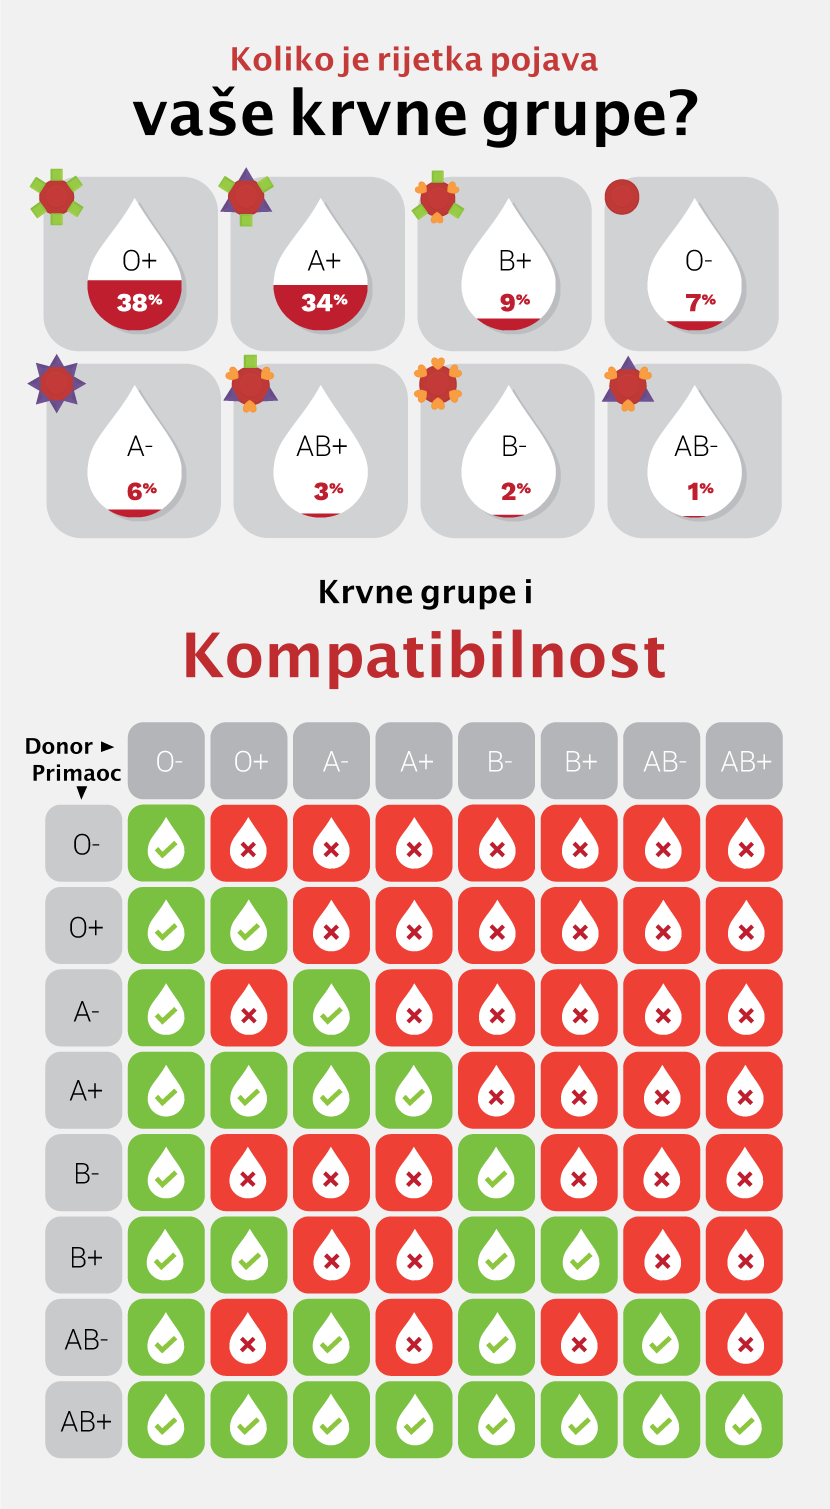 Koliko je rijetka pojava
vaše krvne grupe?
O+
38%
A+
34%
B+
9%
O-
7%
A-
6%
AB+
3%
B-
2%
AB-
1%
Krvne grupe i
Kompatibilnost
Donor ►
Primaoc
▼
O- O+ A- A+ B- B+ AB- AB+
O-
O+
A-
A+
B-
B+
AB-
AB+